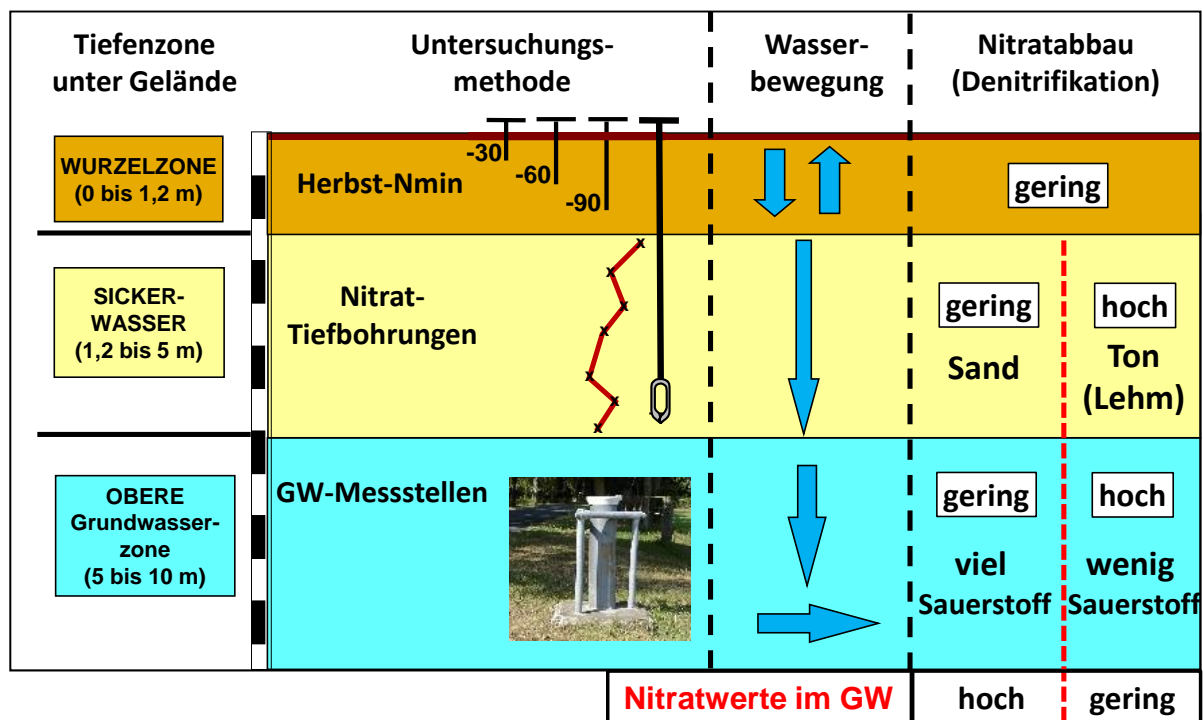 Tiefenzone
unter Gelände
Untersuchungs-
methode
Wasser-
bewegung
Nitratabbau
(Denitrifikation)
WURZELZONE
(0 bis 1,2 m)
Herbst-Nmin
-30
-60
-90
gering
SICKER-
WASSER
(1,2 bis 5 m)
Nitrat-
Tiefbohrungen
gering
Sand
hoch
Ton
(Lehm)
OBERE
Grundwasser-
zone
(5 bis 10 m)
GW-Messstellen
gering
viel
Sauerstoff
hoch
wenig
Sauerstoff
Nitratwerte im GW
hoch
gering